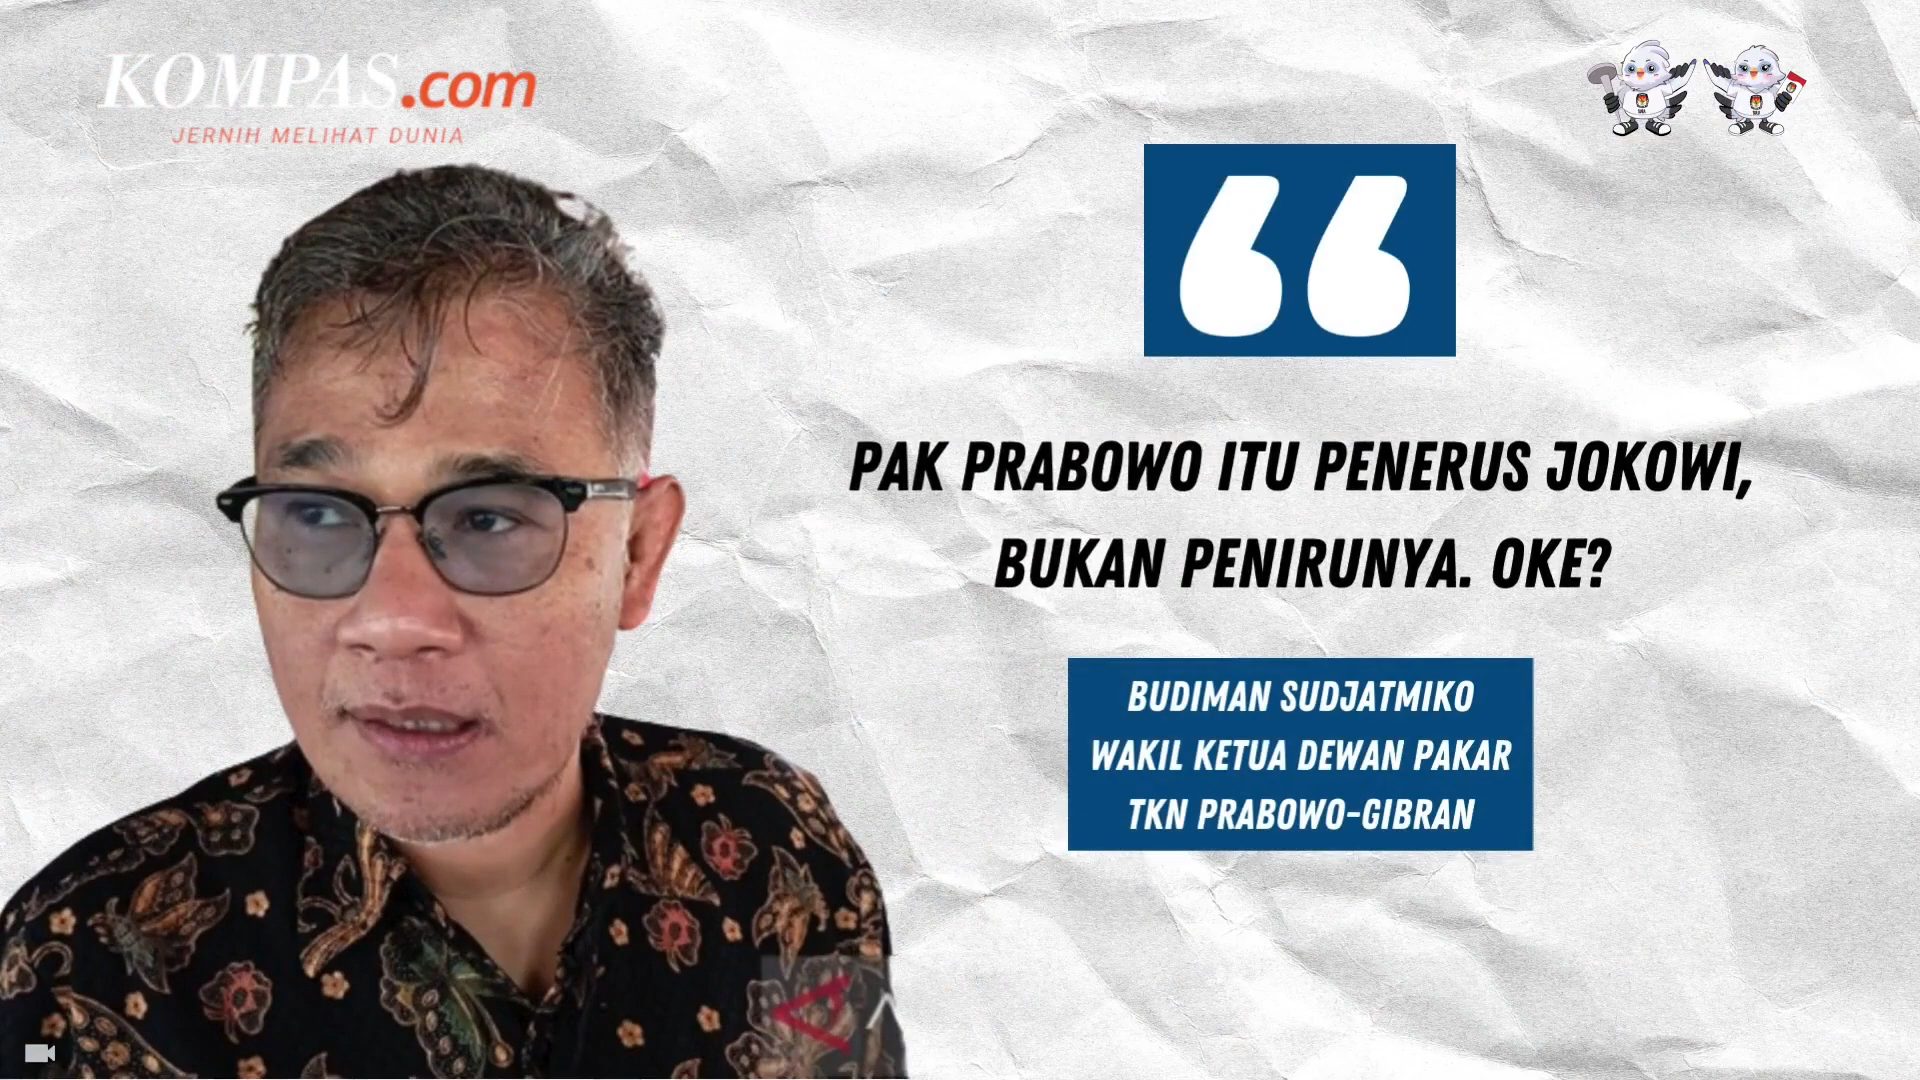 KOMPAS.com
JERNIH MELIHAT DUNIA
PAK PRABOWO ITU PENERUS JOKOWI,
BUKAN PENIRUNYA. OKE?
BUDIMAN SUDJATMIKO
WAKIL KETUA DEWAN PAKAR
TKN PRABOWO-GIBRAN